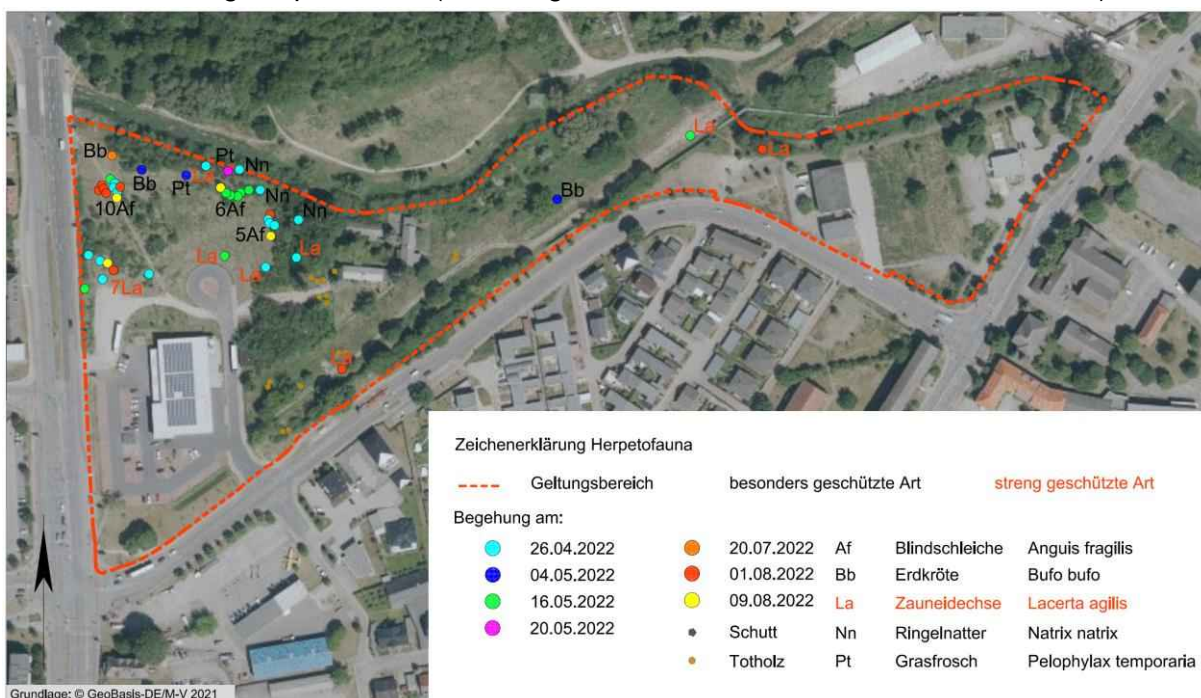 Bb
Pt
Nn
La
Bb
Pt
Nn
10Af
6Af
Nn
5Af
La
La
La
7La
La
La
Bb
La
Zeichenerklärung Herpetofauna
Geltungsbereich besonders geschützte Art streng geschützte Art
Begehung am:
26.04.2022 20.07.2022 Af Blindschleiche Anguis fragilis
04.05.2022 01.08.2022 Bb Erdkröte Bufo bufo
16.05.2022 09.08.2022 La Zauneidechse Lacerta agilis
20.05.2022 Schutt Nn Ringelnatter Natrix natrix
Totholz Pt Grasfrosch Pelophylax temporaria
Grundlage: © GeoBasis-DE/M-V 2021